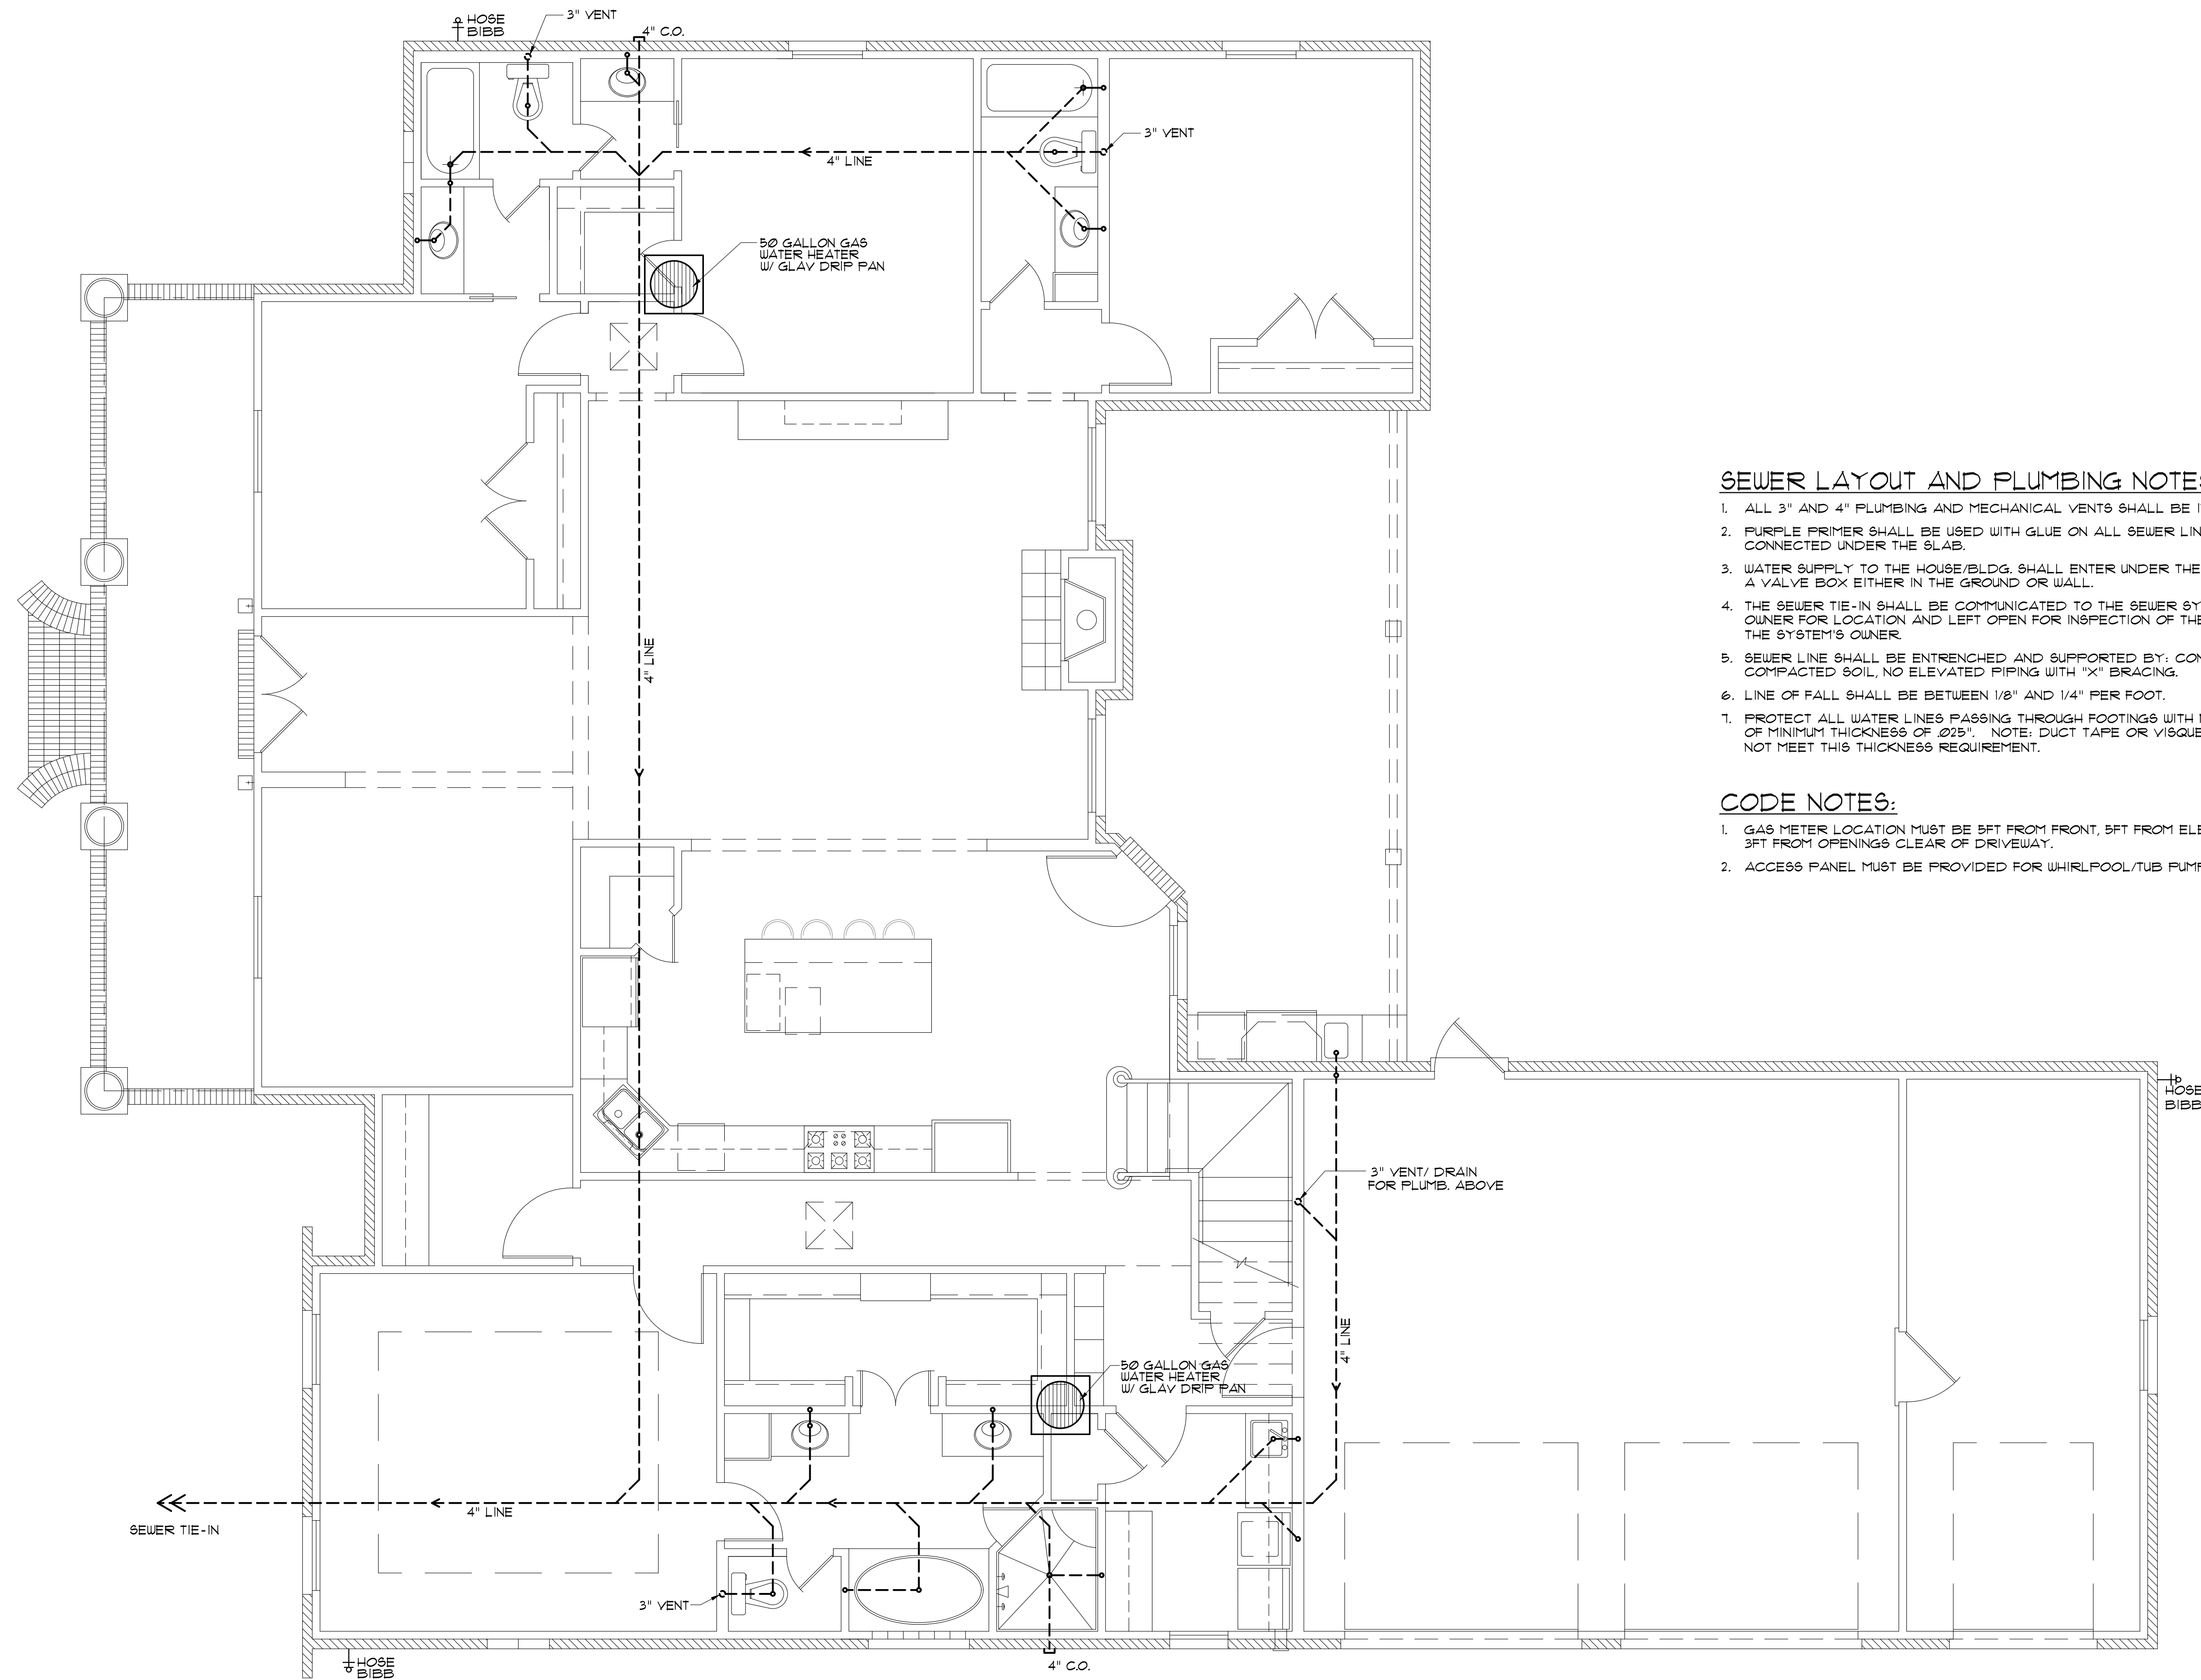 HOSE
BIBB
3" VENT
4" C.O.
3" VENT
4" LINE
50 GALLON GAS
WATER HEATER
W/ GLAV DRIP PAN
4" LINE
SEWER LAYOUT AND PLUMBING NOTES
1. ALL 3" AND 4" PLUMBING AND MECHANICAL VENTS SHALL BE
2. PURPLE PRIMER SHALL BE USED WITH GLUE ON ALL SEWER
CONNECTED UNDER THE SLAB.
3. WATER SUPPLY TO THE HOUSE/BLDG. SHALL ENTER UNDER THE
A VALVE BOX EITHER IN THE GROUND OR WALL.
4. THE SEWER TIE-IN SHALL BE COMMUNICATED TO THE SEWER
OWNER FOR LOCATION AND LEFT OPEN FOR INSPECTION OF THE
THE SYSTEM'S OWNER.
5. SEWER LINE SHALL BE ENTRENCHED AND SUPPORTED BY:
COMPACTED SOIL, NO ELEVATED PIPING WITH "X" BRACING.
6. LINE OF FALL SHALL BE BETWEEN 1/8" AND 1/4" PER FOOT.
7. PROTECT ALL WATER LINES PASSING THROUGH FOOTINGS WITH
OF MINIMUM THICKNESS OF .025". NOTE: DUCT TAPE OR
NOT MEET THIS THICKNESS REQUIREMENT.
CODE NOTES:
1. GAS METER LOCATION MUST BE 5FT FROM FRONT, 5FT FROM
3FT FROM OPENINGS CLEAR OF DRIVEWAY.
2. ACCESS PANEL MUST BE PROVIDED FOR WHIRLPOOL/TUB
HOSE
BIBB
3" VENT/ DRAIN
FOR PLUMB. ABOVE
4" LINE
50 GALLON GAS
WATER HEATER
W/ GLAV DRIP PAN
4" LINE
SEWER TIE-IN
3" VENT
HOSE
BIBB
4" C.O.